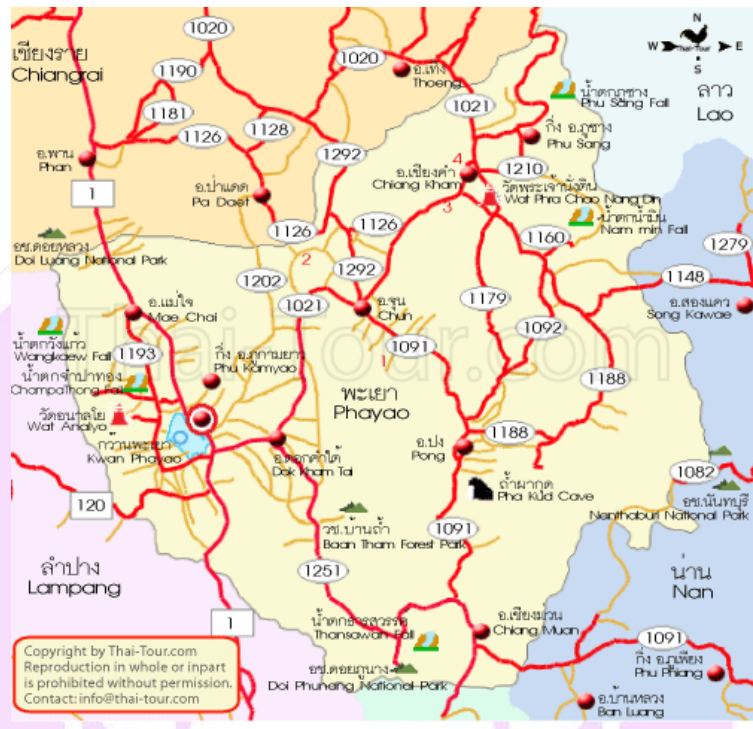 1020
N
W
Thai-Tour
E
S
เชียงราย
Chiangrai
1020
อ.เทิง
Thoeng
1190
น้ำตกภูซาง
Phu Sang Fall
ลาว
Lao
1181
1021
1126
1128
กิ่ง อ.ภูซาง
Phu Sang
อ.พาน
Phan
1292
4
อ.เชียงคำ
Chiang Kham
1210
วัดพระเจ้านั่งดิน
Wat Phra Chao Nang Din
1
อ.ป่าแดด
Pa Daet
3
น้ำตกน้ำมิน
Nam min Fall
1126
1126
1160
1279
อช.ดอยหลวง
Doi Luang National Park
2
1292
1202
1148
1021
1179
อ.แม่ใจ
Mae Chai
อ.จุน
Chun
อ.สองแคว
Song Kawae
Thai-Tour.com
1092
น้ำตกวังแก้ว
Wangkaew Fall
1193
กิ่ง อ.ภูกามยาว
Phu Kamyao
1
1091
น้ำตกจำปาทอง
ChampaThong Fall
1188
พะเยา
Phayao
วัดอนาลโย
Wat Analyo
กว๊านพะเยา
Kwan Phayao
อ.ดอกคำใต้
Dok Kham Tai
อ.ปง
Pong
1188
1082
ถ้ำผากุด
Pha Kud Cave
อช.นันทบุรี
Nanthaburi National Park
120
วช.บ้านถ้ำ
Baan Tham Forest Park
1091
ลำปาง
Lampang
1251
น่าน
Nan
1
น้ำตกธารสวรรค์
Thansawan Fall
อ.เชียงม่วน
Chiang Muan
1091
กิ่ง อ.ภูเพียง
Phu Phiang
อช.ดอยภูนาง
Doi Phunang National Park
อ.บ้านหลวง
Ban Luang
Copyright by Thai-Tour.com
Reproduction in whole or inpart
is prohibited without permission.
Contact: info@thai-tour.com